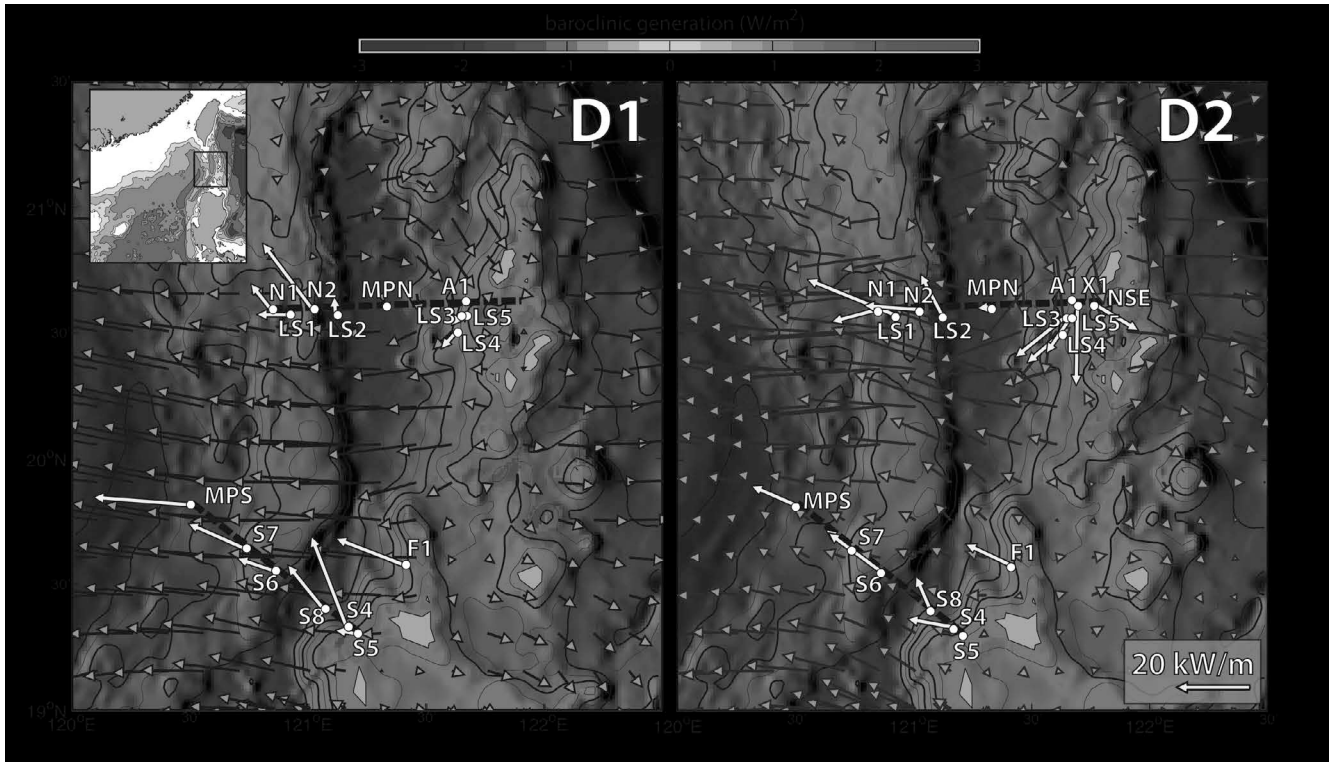 baroclinic generation (W/m²)
-3 -2 -1 0 1 2 3
D1
D2
30'
21°N
30'
20°N
30'
19°N
N1 N2 MPN A1
LS1 LS2 LS3 LS5
LS4
MPS
S7
S6
F1
S8 S4
S5
N1 N2 MPN A1 X1
NSE
LS1 LS2 LS3 LS5
LS4
MPS
S7
S6
F1
S8
S4
S5
20 kW/m
120°E 30' 121°E 30' 122°E
120°E 30' 121°E 30' 122°E 30'